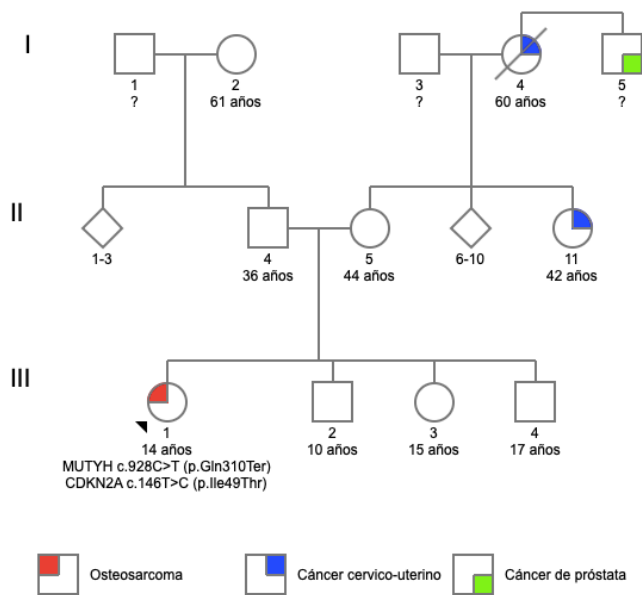 I
1
?
2
61 años
3
?
4
60 años
5
?
II
1-3
4
36 años
5
44 años
6-10
11
42 años
III
1
14 años
MUTYH c.928C>T (p.Gln310Ter)
CDKN2A c.146T>C (p.Ile49Thr)
2
10 años
3
15 años
4
17 años
Osteosarcoma
Cáncer cervico-uterino
Cáncer de próstata